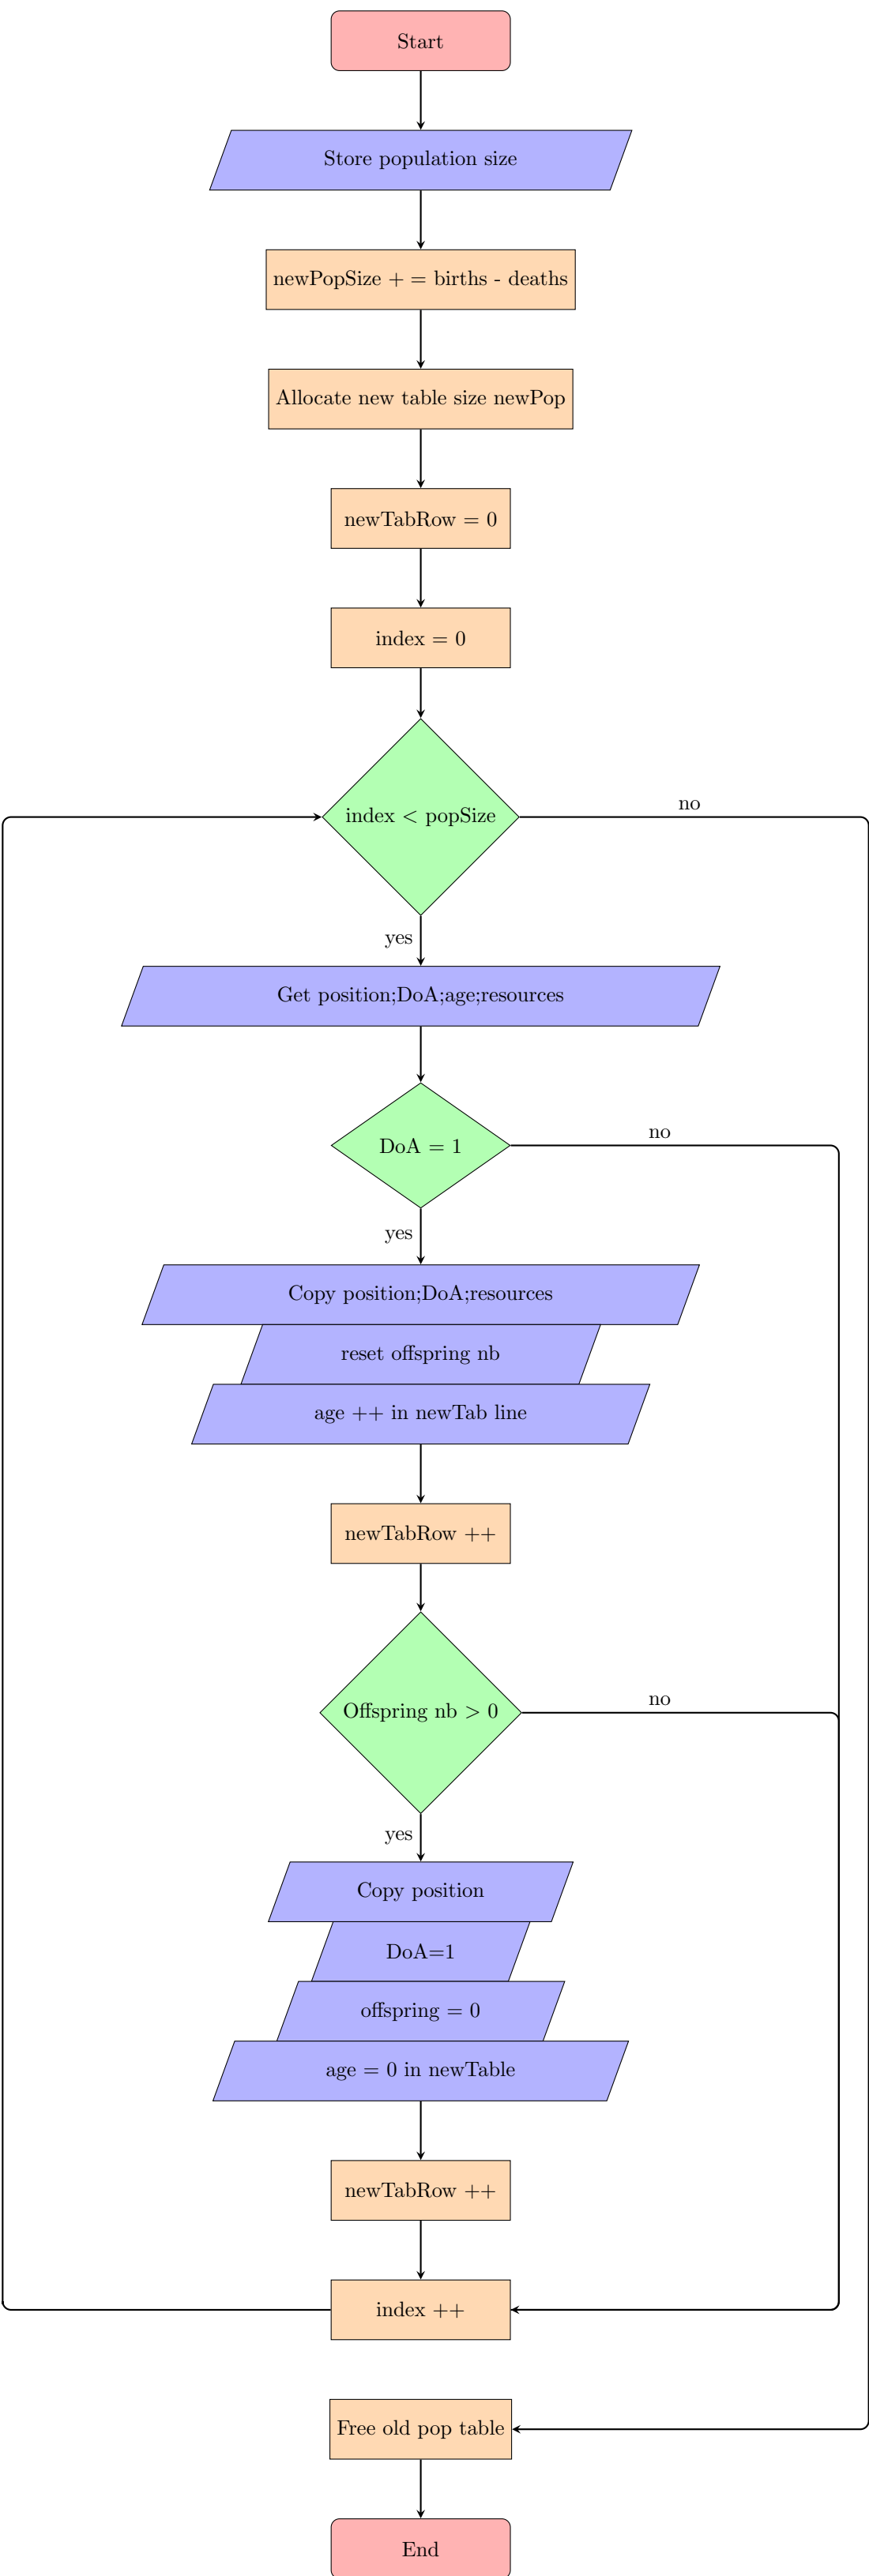 Start
Store population size
newPopSize + = births - deaths
Allocate new table size newPop
newTabRow = 0
index = 0
index < popSize
no
yes
Get position;DoA;age;resources
DoA = 1
no
yes
Copy position;DoA;resources
reset offspring nb
age ++ in newTab line
newTabRow ++
Offspring nb > 0
no
yes
Copy position
DoA=1
offspring = 0
age = 0 in newTable
newTabRow ++
index ++
Free old pop table
End